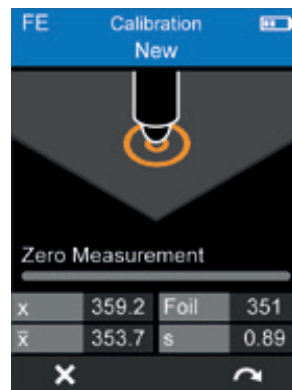 FE Calibration
New
Zero Measurement
x 359.2 Foil 351
x̅ 353.7 s 0.89